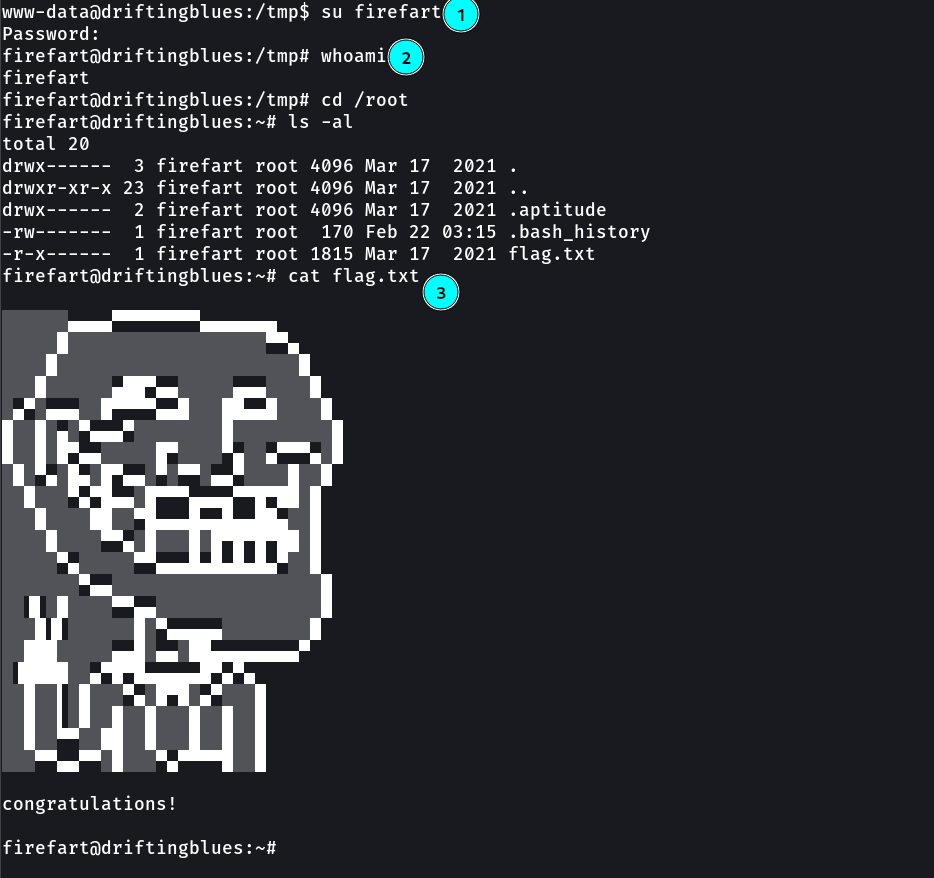 www-data@driftingblues:/tmp$ su firefart 1
Password:
firefart@driftingblues:/tmp# whoami 2
firefart
firefart@driftingblues:/tmp# cd /root
firefart@driftingblues:~# ls -al
total 20
drwx------  3 firefart root 4096 Mar 17  2021 .
drwxr-xr-x 23 firefart root 4096 Mar 17  2021 ..
drwx------  2 firefart root 4096 Mar 17  2021 .aptitude
-rw-------  1 firefart root  170 Feb 22 03:15 .bash_history
-r-x------  1 firefart root 1815 Mar 17  2021 flag.txt
firefart@driftingblues:~# cat flag.txt 3
congratulations!
firefart@driftingblues:~#